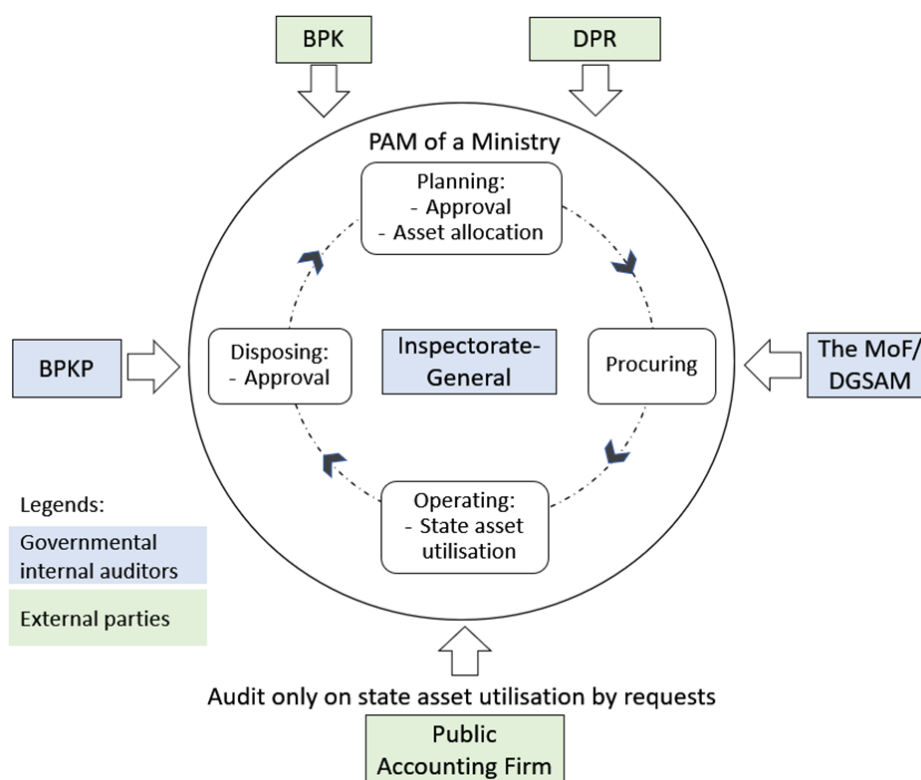 BPK
DPR
PAM of a Ministry
Planning:
- Approval
- Asset allocation
BPKP
Disposing:
- Approval
Inspectorate-
General
Procuring
The MoF/
DGSAM
Operating:
- State asset
utilisation
Legends:
Governmental
internal auditors
External parties
Audit only on state asset utilisation by requests
Public
Accounting Firm